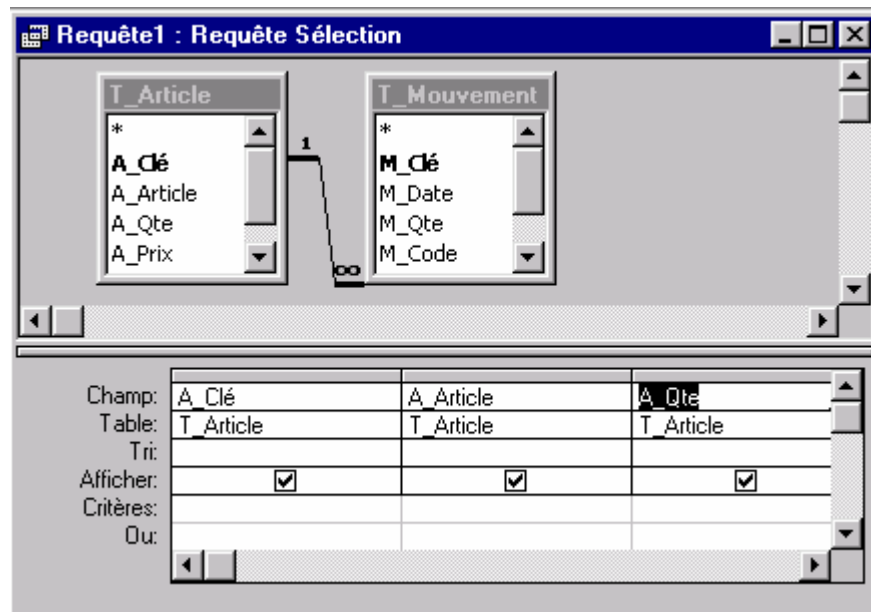 Requête1 : Requête Sélection
T_Article
T_Mouvement
*
A_Clé
A_Article
A_Qte
A_Prix
1
∞
*
M_Clé
M_Date
M_Qte
M_Code
Champ: A_Clé A_Article A_Qte
Table: T_Article T_Article T_Article
Tri:
Afficher:
Critères:
Ou: